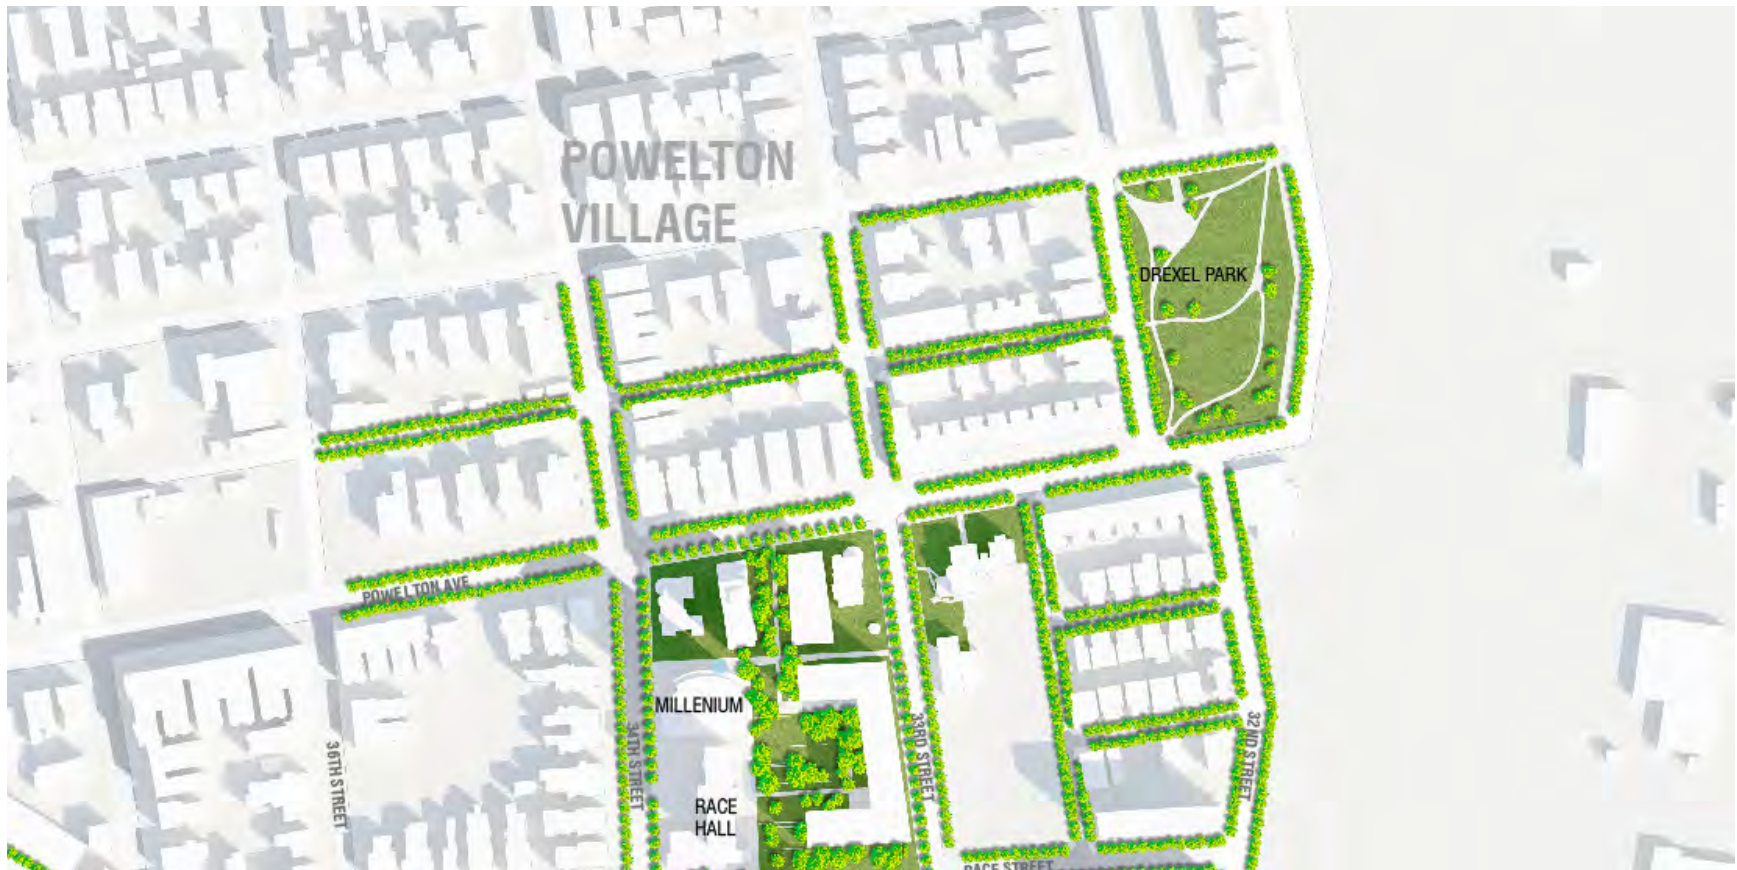 POWELTON
VILLAGE
DREXEL PARK
POWELTON AVE
MILLENIUM
36TH STREET
34TH STREET
33RD STREET
32ND STREET
RACE
HALL
RACE STREET